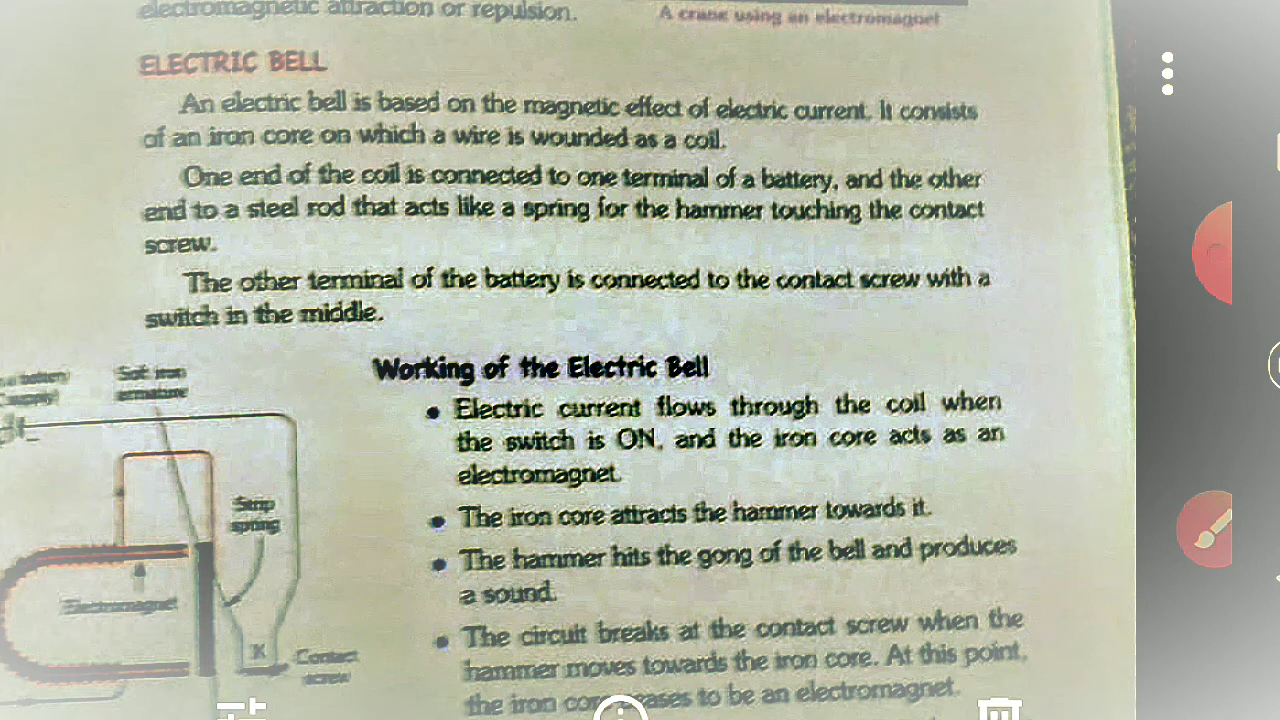 electromagnetic attraction or repulsion.
A crane using an electromagnet
ELECTRIC BELL
An electric bell is based on the magnetic effect of electric current. It consists
of an iron core on which a wire is wounded as a coil.
One end of the coil is connected to one terminal of a battery, and the other
end to a steel rod that acts like a spring for the hammer touching the contact
screw.
The other terminal of the battery is connected to the contact screw with a
switch in the middle.
Working of the Electric Bell
• Electric current flows through the coil when
the switch is ON, and the iron core acts as an
electromagnet.
• The iron core attracts the hammer towards it.
• The hammer hits the gong of the bell and produces
a sound.
• The circuit breaks at the contact screw when the
hammer moves towards the iron core. At this point,
the iron core ceases to be an electromagnet.
battery
Soft iron
armature
Strip
spring
Electromagnet
K
Contact
screw